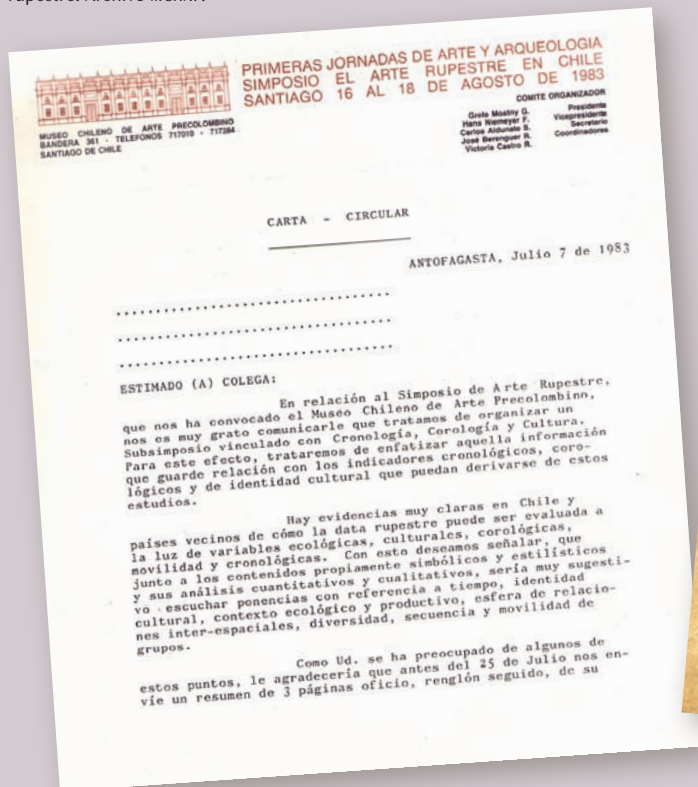 PRIMERAS JORNADAS DE ARTE Y ARQUEOLOGIA
SIMPOSIO EL ARTE RUPESTRE EN CHILE
SANTIAGO 16 AL 18 DE AGOSTO DE 1983
MUSEO CHILENO DE ARTE PRECOLOMBINO
BANDERA 361 - TELEFONOS 717010 - 717284
SANTIAGO DE CHILE
COMITE ORGANIZADOR
Grete Mostny G. Presidenta
Hans Niemeyer F. Vicepresidente
Carlos Aldunate S. Secretario
José Berenguer R. Coordinadores
Victoria Castro R.
CARTA - CIRCULAR
ANTOFAGASTA, Julio 7 de 1983
ESTIMADO (A) COLEGA:
En relación al Simposio de Arte Rupestre,
que nos ha convocado el Museo Chileno de Arte Precolombino,
nos es muy grato comunicarle que tratamos de organizar un
Subsimposio vinculado con Cronología, Corología y Cultura.
Para este efecto, trataremos de enfatizar aquella información
que guarde relación con los indicadores cronológicos, coro-
lógicos y de identidad cultural que puedan derivarse de estos
estudios.
Hay evidencias muy claras en Chile y
países vecinos de cómo la data rupestre puede ser evaluada a
la luz de variables ecológicas, culturales, corológicas,
movilidad y cronológicas. Con esto deseamos señalar, que
junto a los contenidos propiamente simbólicos y estilísticos
y sus análisis cuantitativos y cualitativos, sería muy sugesti-
vo escuchar ponencias con referencia a tiempo, identidad
cultural, contexto ecológico y productivo, esfera de relacio-
nes inter-espaciales, diversidad, secuencia y movilidad de
grupos.
Como Ud. se ha preocupado de algunos de
estos puntos, le agradecería que antes del 25 de Julio nos en-
víe un resumen de 3 páginas oficio, renglón seguido, de su